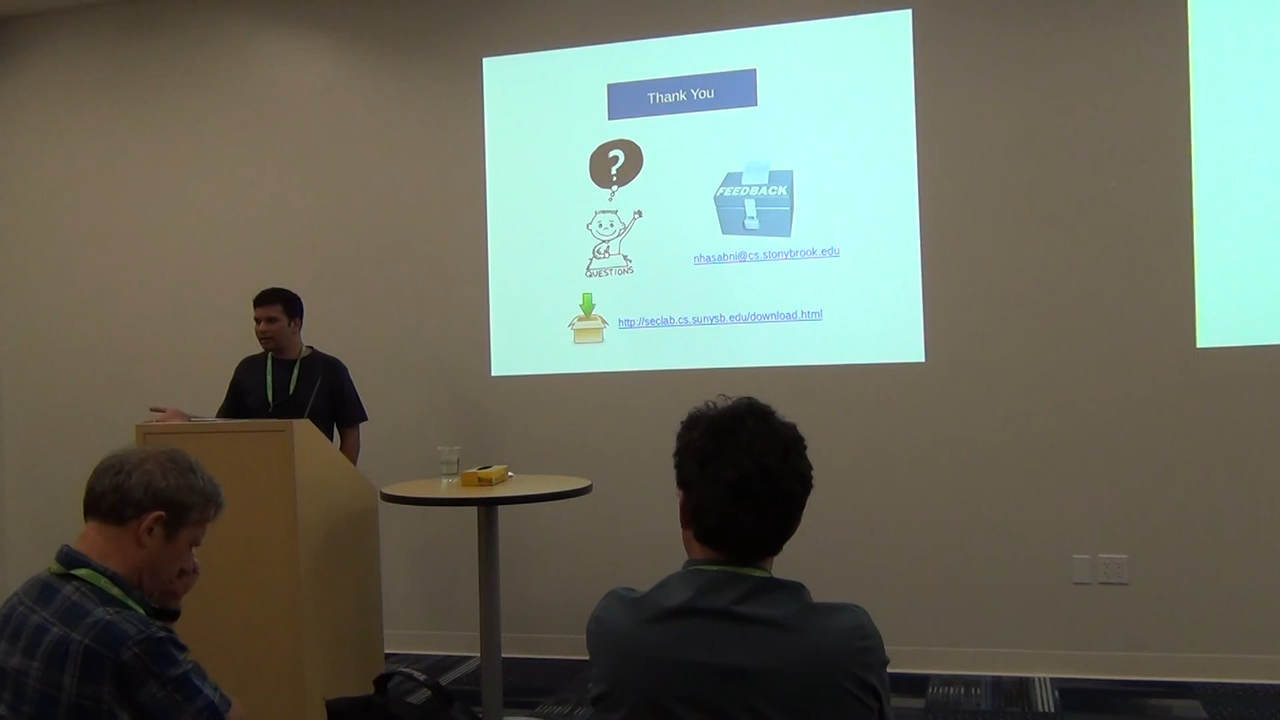 Thank You
?
FEEDBACK
nhasabni@cs.stonybrook.edu
QUESTIONS
http://seclab.cs.sunysb.edu/download.html